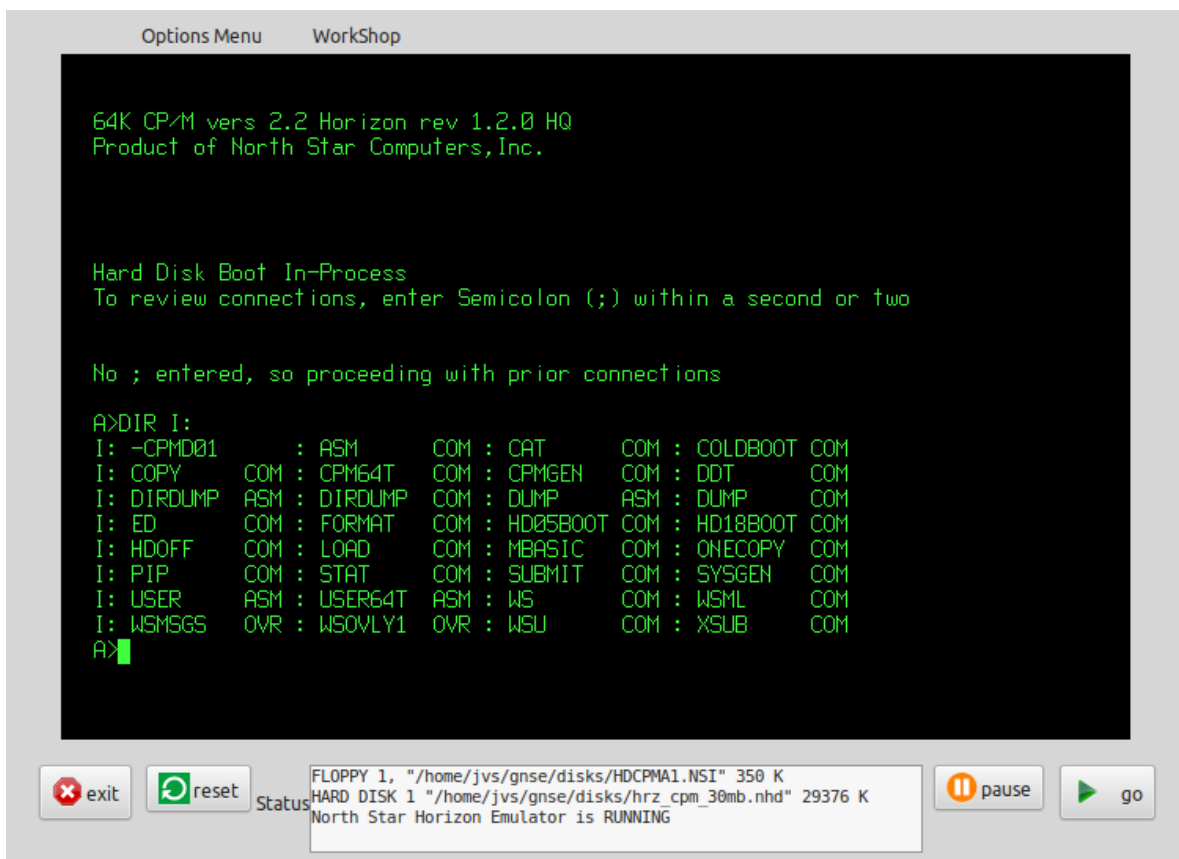 Options Menu WorkShop
64K CP/M vers 2.2 Horizon rev 1.2.0 HQ
Product of North Star Computers,Inc.
Hard Disk Boot In-Process
To review connections, enter Semicolon (;) within a second or two
No ; entered, so proceeding with prior connections
A>DIR I:
I: -CPMD01 : ASM COM : CAT COM : COLDBOOT COM
I: COPY COM : CPM64T COM : CPMGEN COM : DDT COM
I: DIRDUMP ASM : DIRDUMP COM : DUMP ASM : DUMP COM
I: ED COM : FORMAT COM : HD05BOOT COM : HD18BOOT COM
I: HDOFF COM : LOAD COM : MBASIC COM : ONECOPY COM
I: PIP COM : STAT COM : SUBMIT COM : SYSGEN COM
I: USER ASM : USER64T ASM : WS COM : WSML COM
I: WSMSGS OVR : WSOVLY1 OVR : WSU COM : XSUB COM
A>
exit reset Status
FLOPPY 1, "/home/jvs/gnse/disks/HDCPMA1.NSI" 350 K
HARD DISK 1 "/home/jvs/gnse/disks/hrz_cpm_30mb.nhd" 29376 K
North Star Horizon Emulator is RUNNING
pause go